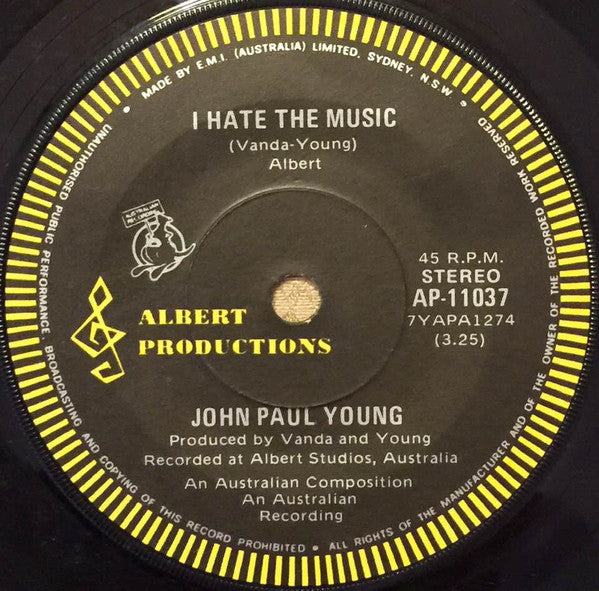 MADE BY E.M.I. (AUSTRALIA) LIMITED, SYDNEY, N.S.W.
I HATE THE MUSIC
(Vanda-Young)
Albert
AUSTRALIAN
RECORDING
45 R.P.M.
STEREO
AP-11037
7YAPA1274
(3.25)
ALBERT
PRODUCTIONS
JOHN PAUL YOUNG
Produced by Vanda and Young
Recorded at Albert Studios, Australia
An Australian Composition
An Australian
Recording
UNAUTHORISED PUBLIC PERFORMANCE BROADCASTING AND COPYING OF THIS RECORD PROHIBITED • ALL RIGHTS OF THE MANUFACTURER AND OF THE OWNER OF THE RECORDED WORK RESERVED